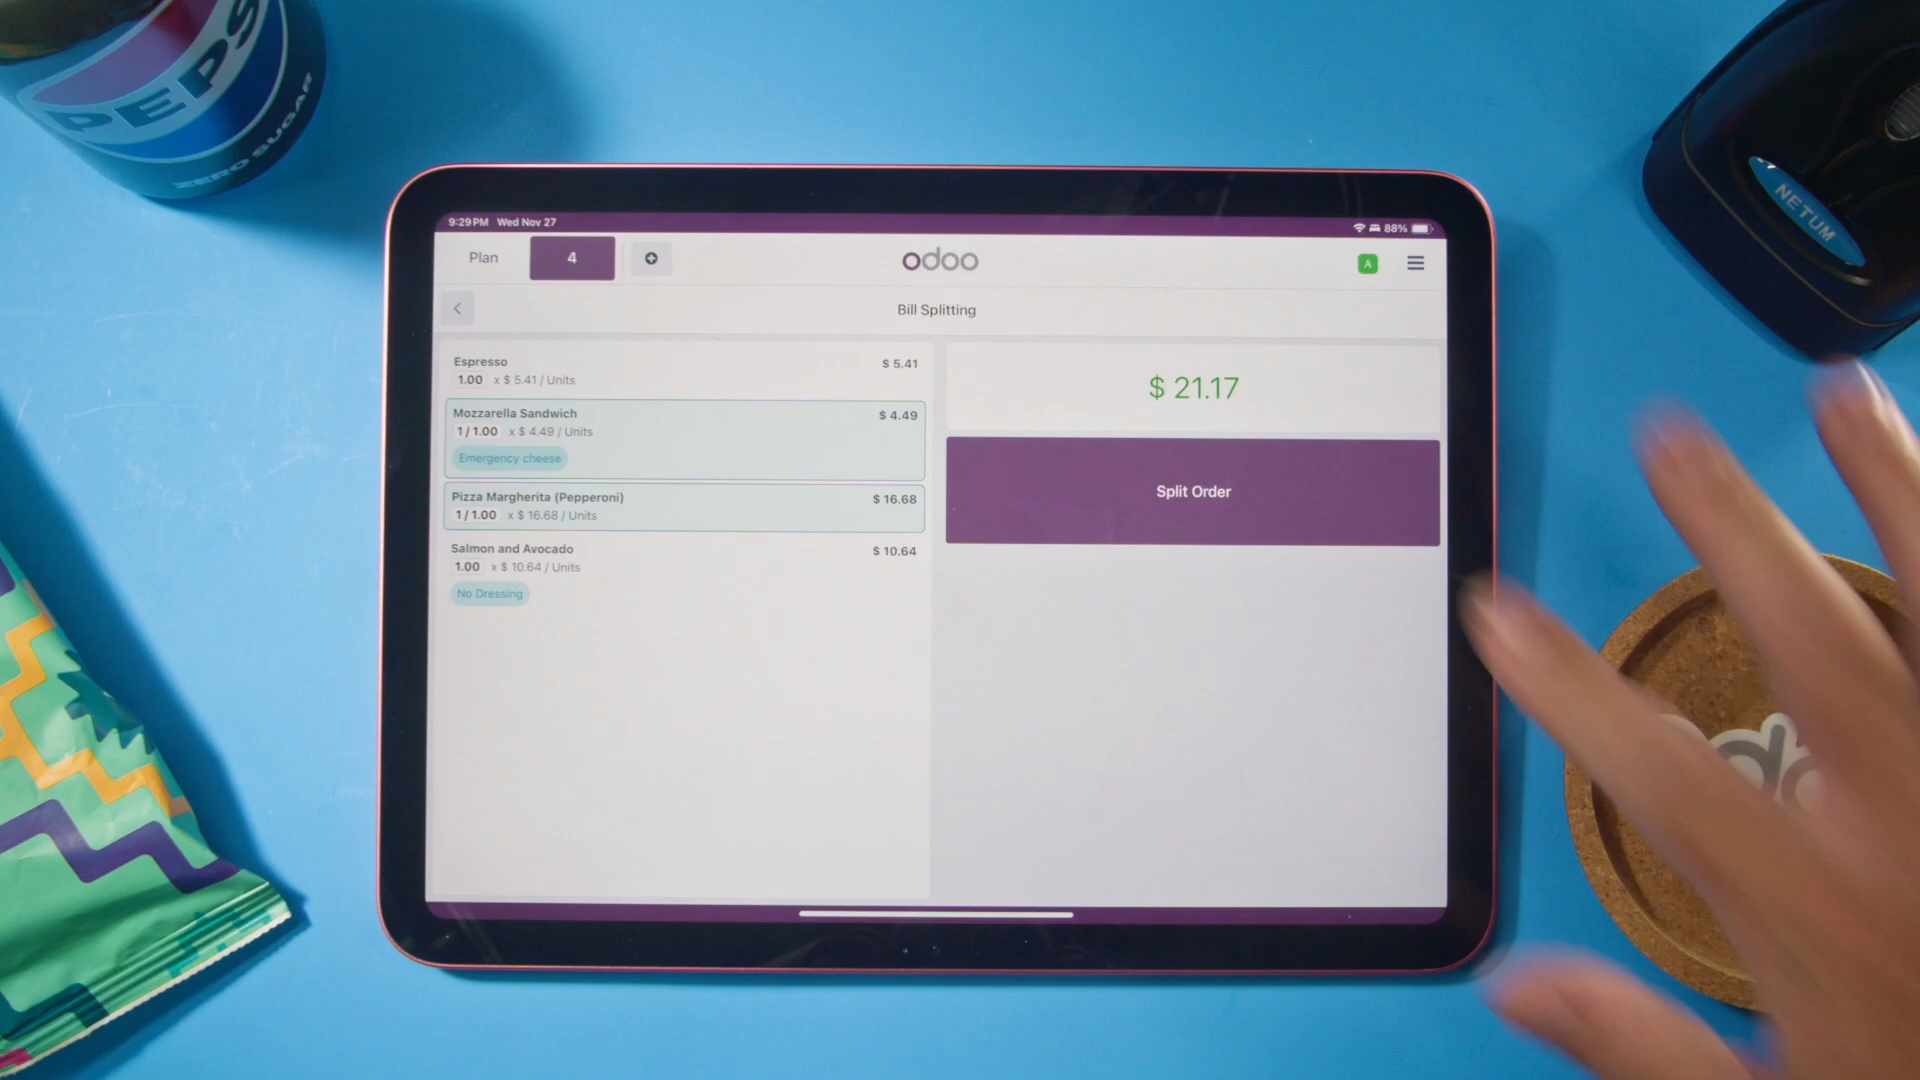 PEPS
ZERO SUGAR
NETUM
9:29 PM Wed Nov 27
88%
Plan
4
odoo
A
Bill Splitting
Espresso
$ 5.41
1.00 x $ 5.41 / Units
Mozzarella Sandwich
$ 4.49
1 / 1.00 x $ 4.49 / Units
Emergency cheese
Pizza Margherita (Pepperoni)
$ 16.68
1 / 1.00 x $ 16.68 / Units
Salmon and Avocado
$ 10.64
1.00 x $ 10.64 / Units
No Dressing
$ 21.17
Split Order